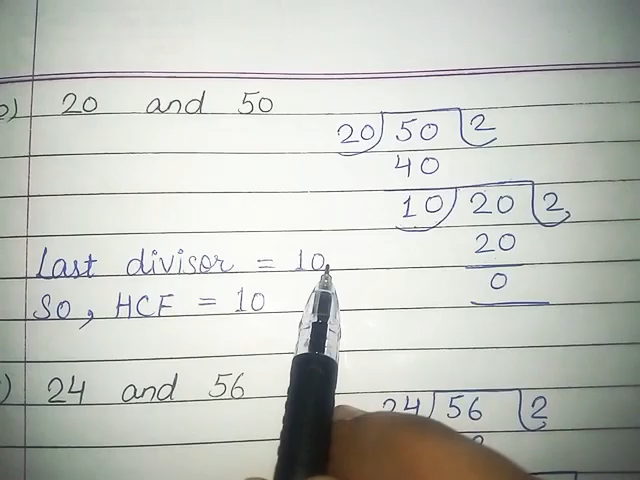 b) 20 and 50
20) 50 (2
40
10) 20 (2
20
0
Last divisor = 10
So, HCF = 10
) 24 and 56
24) 56 (2